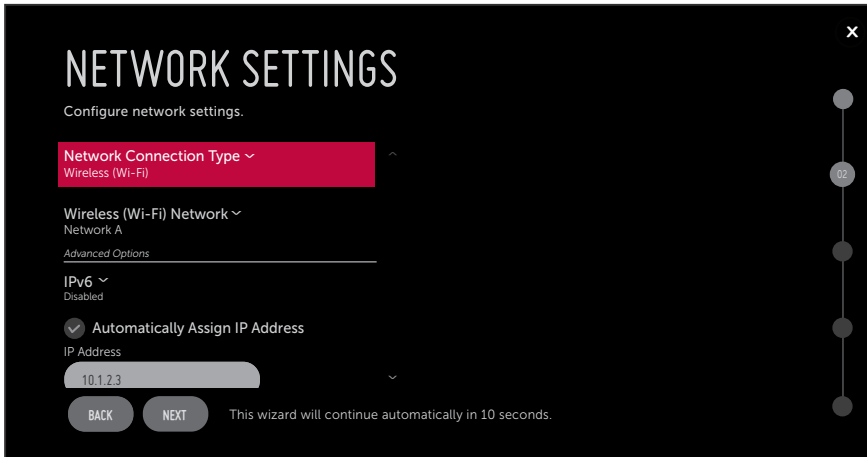 X
NETWORK SETTINGS
Configure network settings.
Network Connection Type
Wireless (Wi-Fi)
02
Wireless (Wi-Fi) Network
Network A
Advanced Options
IPv6
Disabled
Automatically Assign IP Address
IP Address
10.1.2.3
BACK NEXT This wizard will continue automatically in 10 seconds.